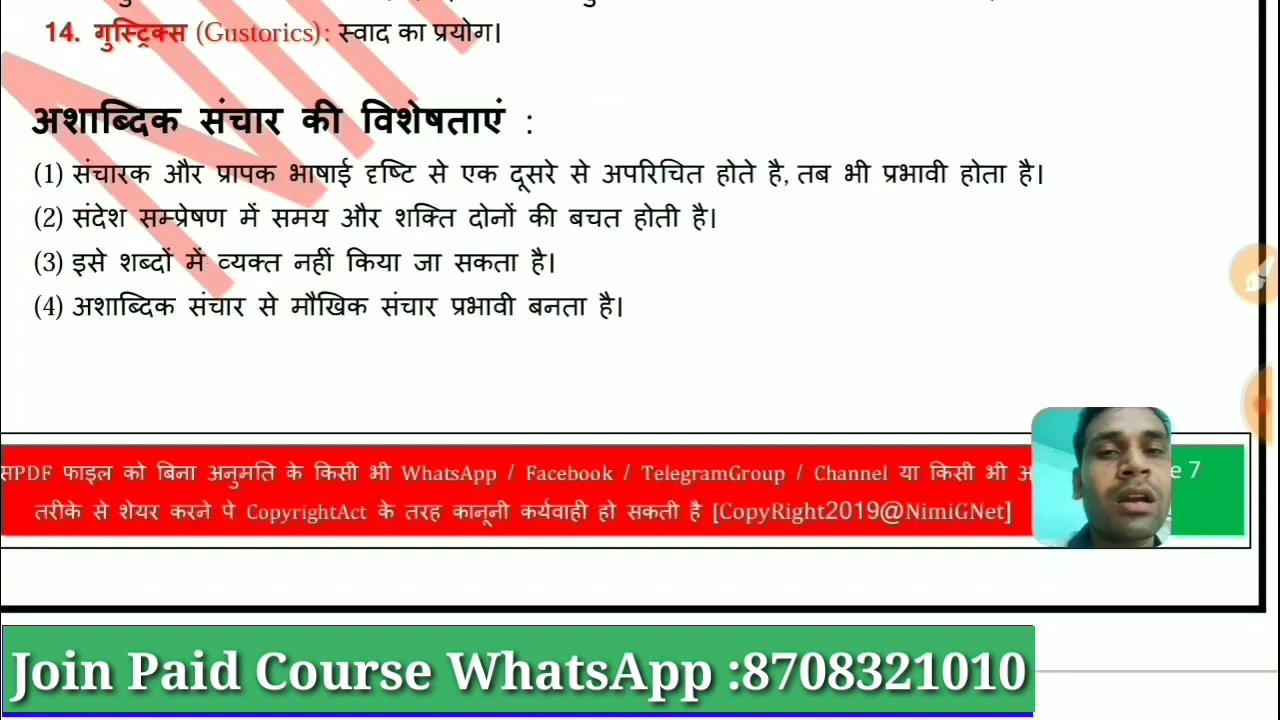 14. गुस्ट्रिक्स (Gustorics): स्वाद का प्रयोग।
अशाब्दिक संचार की विशेषताएं :
(1) संचारक और प्रापक भाषाई दृष्टि से एक दूसरे से अपरिचित होते है, तब भी प्रभावी होता है।
(2) संदेश सम्प्रेषण में समय और शक्ति दोनों की बचत होती है।
(3) इसे शब्दों में व्यक्त नहीं किया जा सकता है।
(4) अशाब्दिक संचार से मौखिक संचार प्रभावी बनता है।
PDF फाइल को बिना अनुमति के किसी भी WhatsApp / Facebook / TelegramGroup / Channel या किसी भी
7
तरीके से शेयर करने पे CopyrightAct के तरह कानूनी कर्यवाही हो सकती है [CopyRight2019@NimiGNet]
Join Paid Course WhatsApp :8708321010